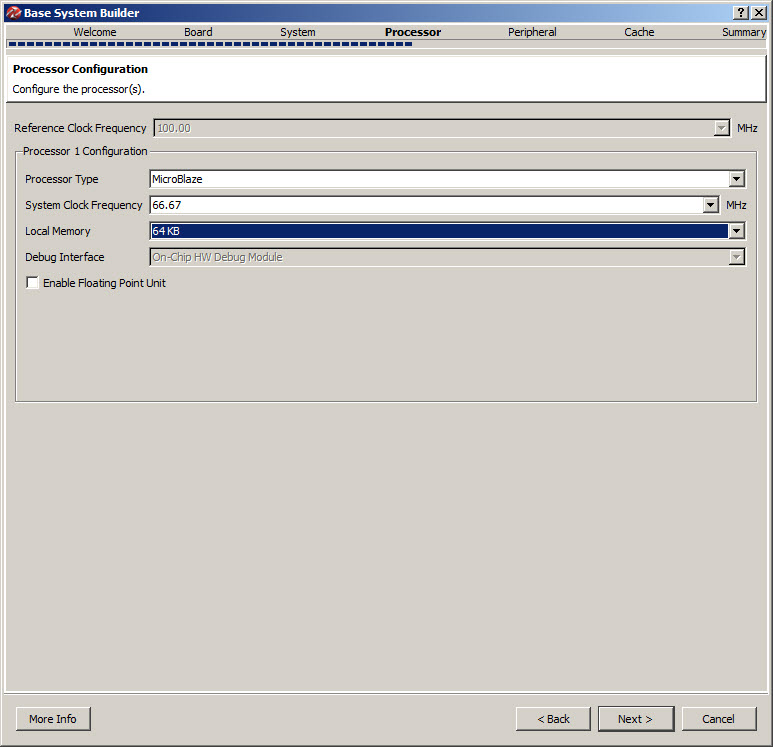 Base System Builder
Welcome Board System Processor Peripheral Cache Summary
Processor Configuration
Configure the processor(s).
Reference Clock Frequency 100.00 MHz
Processor 1 Configuration
Processor Type MicroBlaze
System Clock Frequency 66.67 MHz
Local Memory 64 KB
Debug Interface On-Chip HW Debug Module
Enable Floating Point Unit
More Info < Back Next > Cancel